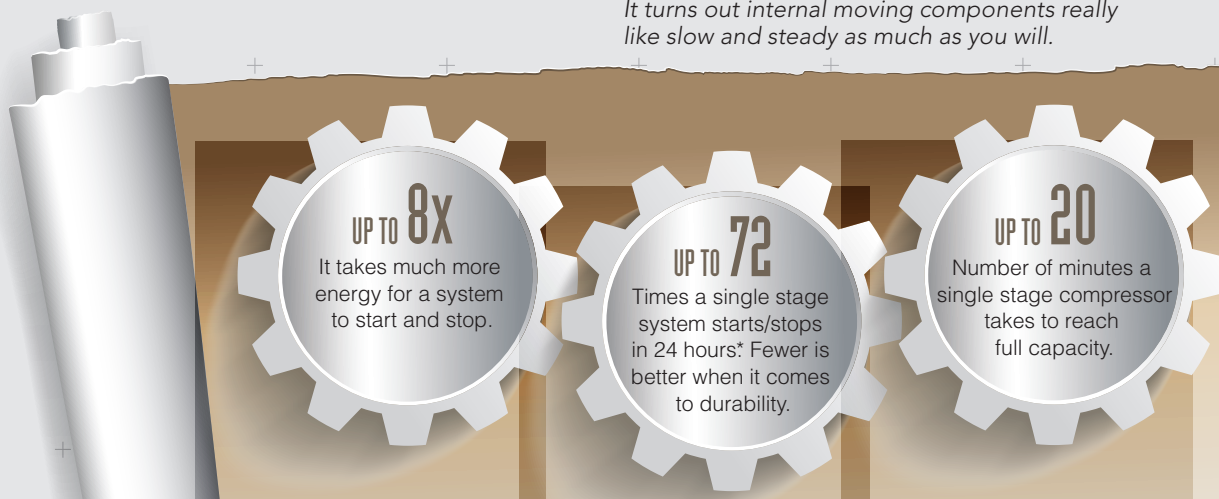 It turns out internal moving components really
like slow and steady as much as you will.
UP TO 8X
It takes much more
energy for a system
to start and stop.
UP TO 72
Times a single stage
system starts/stops
in 24 hours.* Fewer is
better when it comes
to durability.
UP TO 20
Number of minutes a
single stage compressor
takes to reach
full capacity.